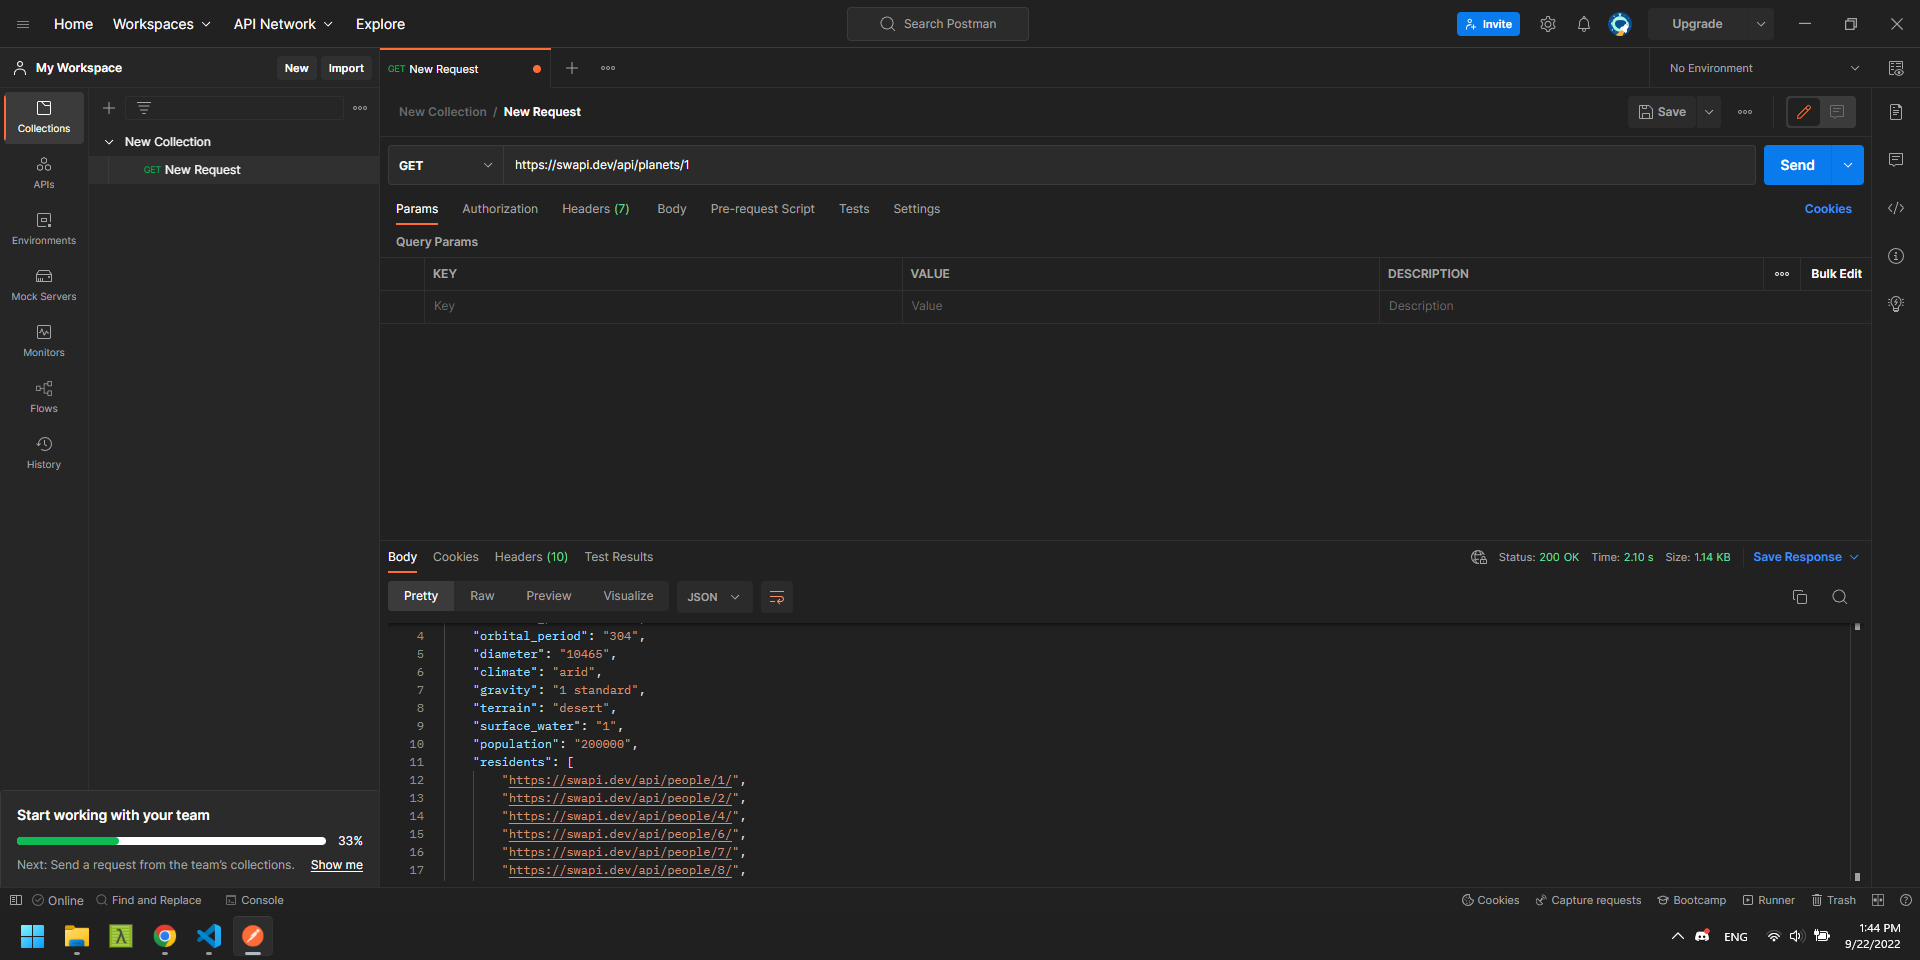 Home Workspaces API Network Explore Search Postman Invite Upgrade
My Workspace New Import GET New Request No Environment
Collections
APIs
Environments
Mock Servers
Monitors
Flows
History
New Collection
GET New Request
New Collection / New Request Save
GET https://swapi.dev/api/planets/1 Send
Params Authorization Headers (7) Body Pre-request Script Tests Settings Cookies
Query Params
KEY VALUE DESCRIPTION Bulk Edit
Key Value Description
Body Cookies Headers (10) Test Results Status: 200 OK Time: 2.10 s Size: 1.14 KB Save Response
Pretty Raw Preview Visualize JSON
4 "orbital_period": "304",
5 "diameter": "10465",
6 "climate": "arid",
7 "gravity": "1 standard",
8 "terrain": "desert",
9 "surface_water": "1",
10 "population": "200000",
11 "residents": [
12 "https://swapi.dev/api/people/1/",
13 "https://swapi.dev/api/people/2/",
14 "https://swapi.dev/api/people/4/",
15 "https://swapi.dev/api/people/6/",
16 "https://swapi.dev/api/people/7/",
17 "https://swapi.dev/api/people/8/",
Start working with your team
33%
Next: Send a request from the team's collections. Show me
Online Find and Replace Console Cookies Capture requests Bootcamp Runner Trash
ENG 1:44 PM
9/22/2022